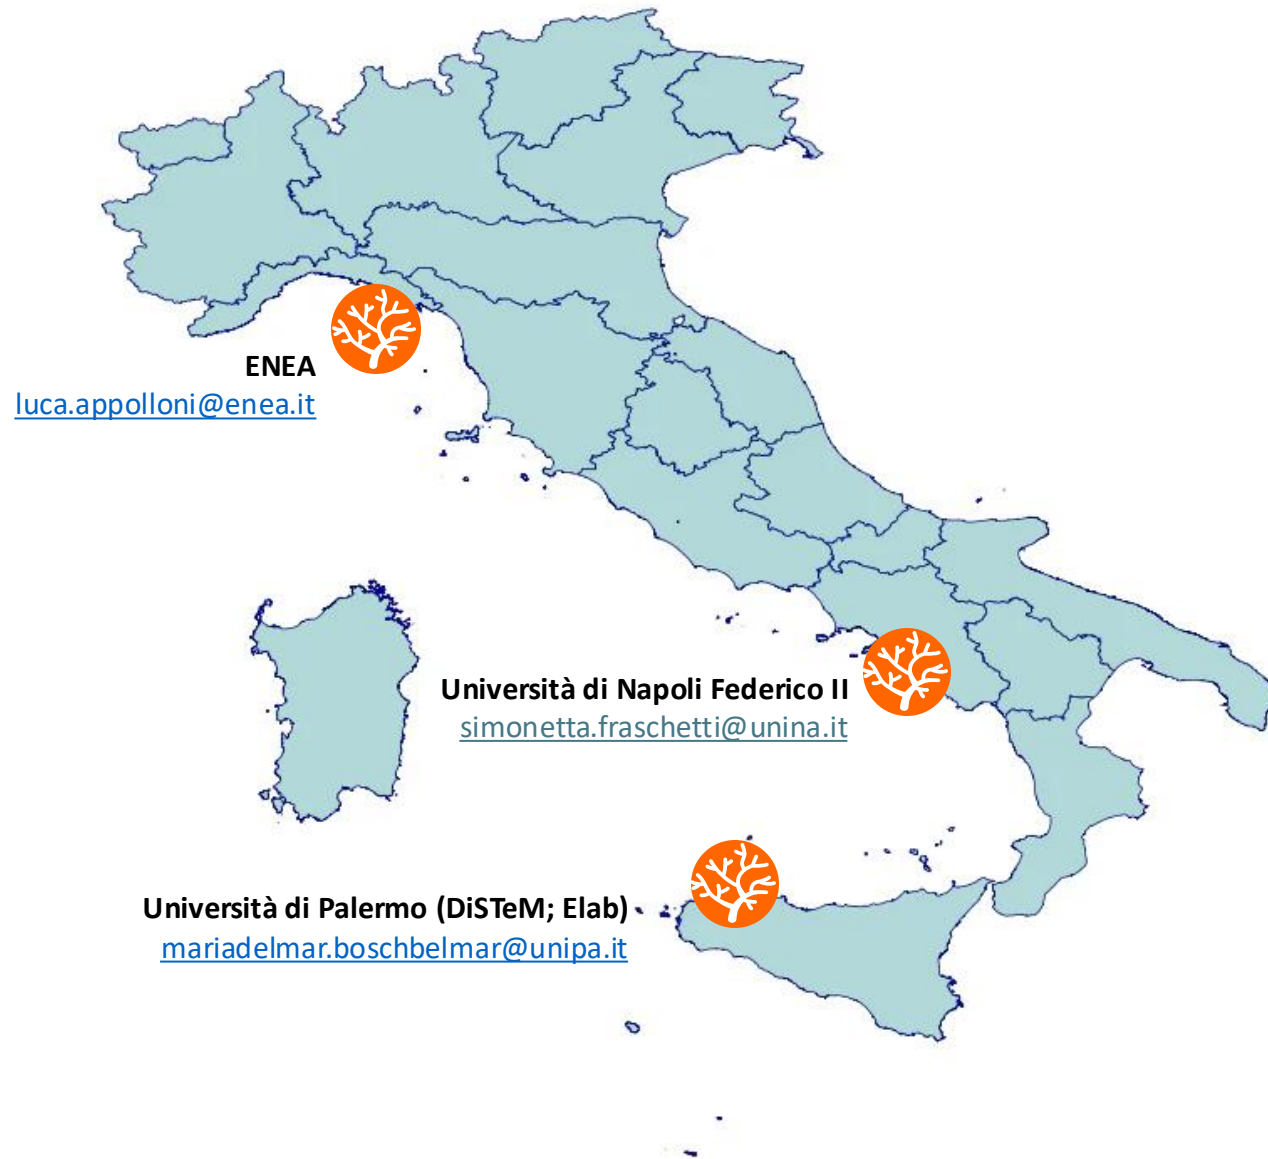 ENEA
luca.appolloni@enea.it
Università di Napoli Federico II
simonetta.fraschetti@unina.it
Università di Palermo (DiSTeM; Elab)
mariadelmar.boschbelmar@unipa.it